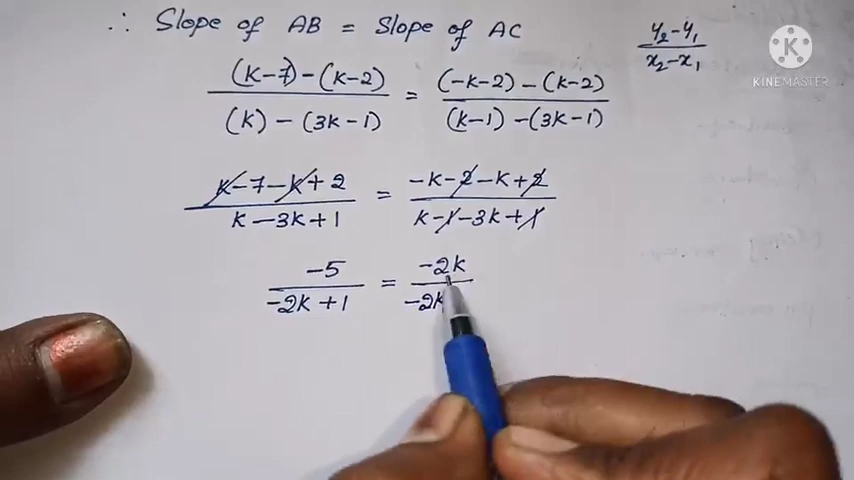 ∴ Slope of AB = Slope of AC
y₂-y₁ / x₂-x₁
K
KINEMASTER
(k-7)-(k-2) / (k)-(3k-1) = (-k-2)-(k-2) / (k-1)-(3k-1)
k-7-k+2 / k-3k+1 = -k-2-k+2 / k-1-3k+1
-5 / -2k+1 = -2k / -2k